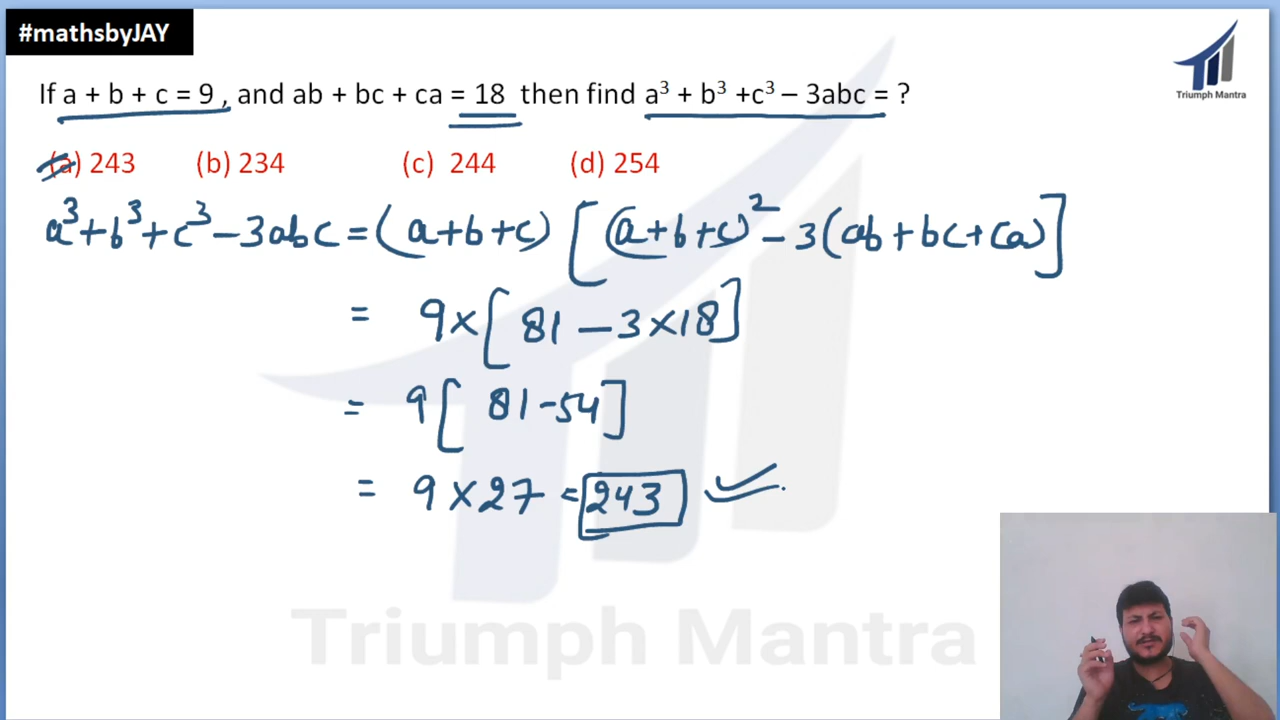 #mathsbyJAY
Triumph Mantra
If a + b + c = 9 , and ab + bc + ca = 18 then find a³ + b³ +c³ – 3abc = ?
(a) 243 (b) 234 (c) 244 (d) 254
a³+b³+c³-3abc = (a+b+c) [(a+b+c)² - 3(ab+bc+ca)]
= 9×[81 - 3×18]
= 9[81-54]
= 9×27 = 243
Triumph Mantra